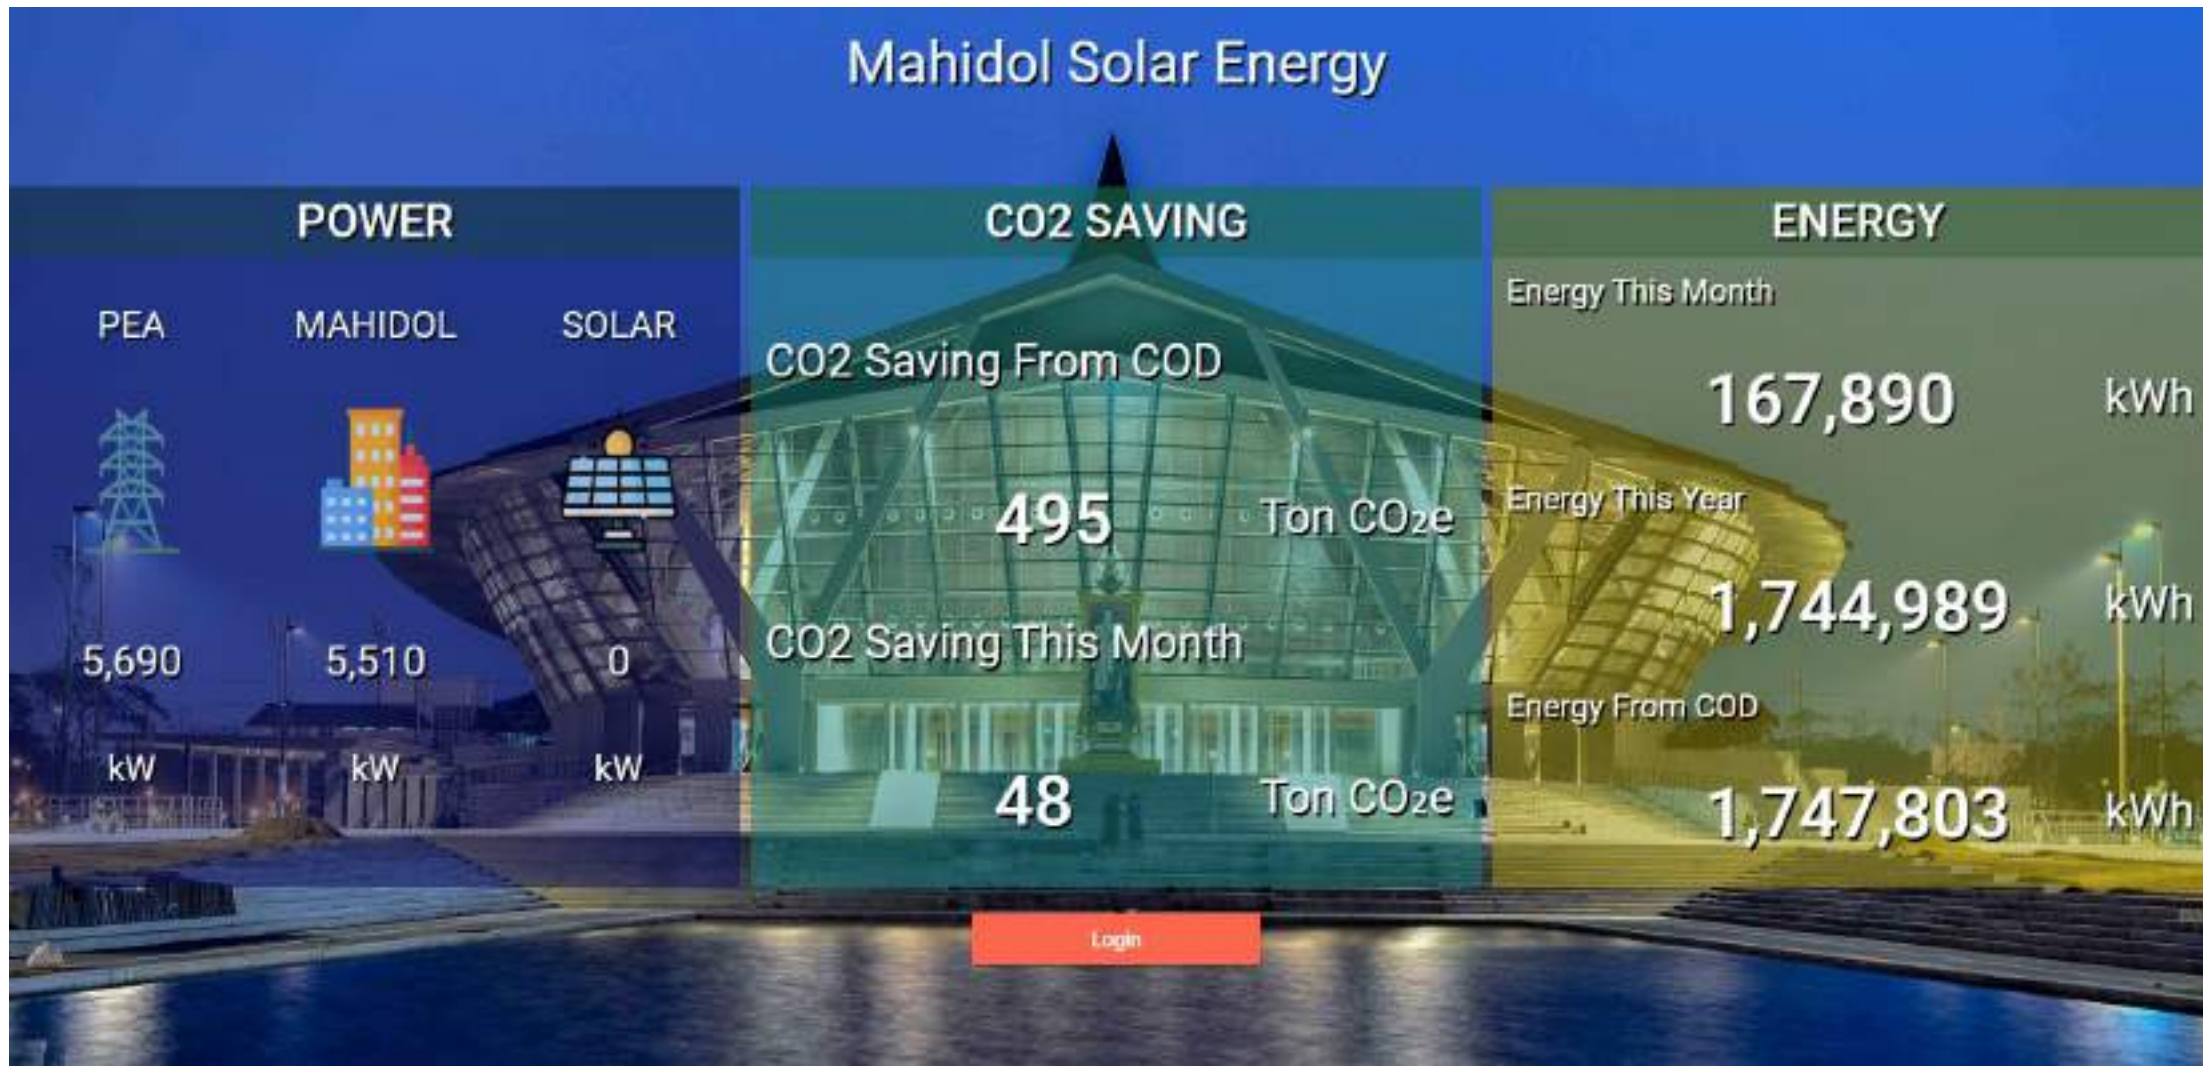 Mahidol Solar Energy
POWER
PEA MAHIDOL SOLAR
5,690 5,510 0
kW kW kW
CO2 SAVING
CO2 Saving From COD
495 Ton CO₂e
CO2 Saving This Month
48 Ton CO₂e
ENERGY
Energy This Month
167,890 kWh
Energy This Year
1,744,989 kWh
Energy From COD
1,747,803 kWh
Login